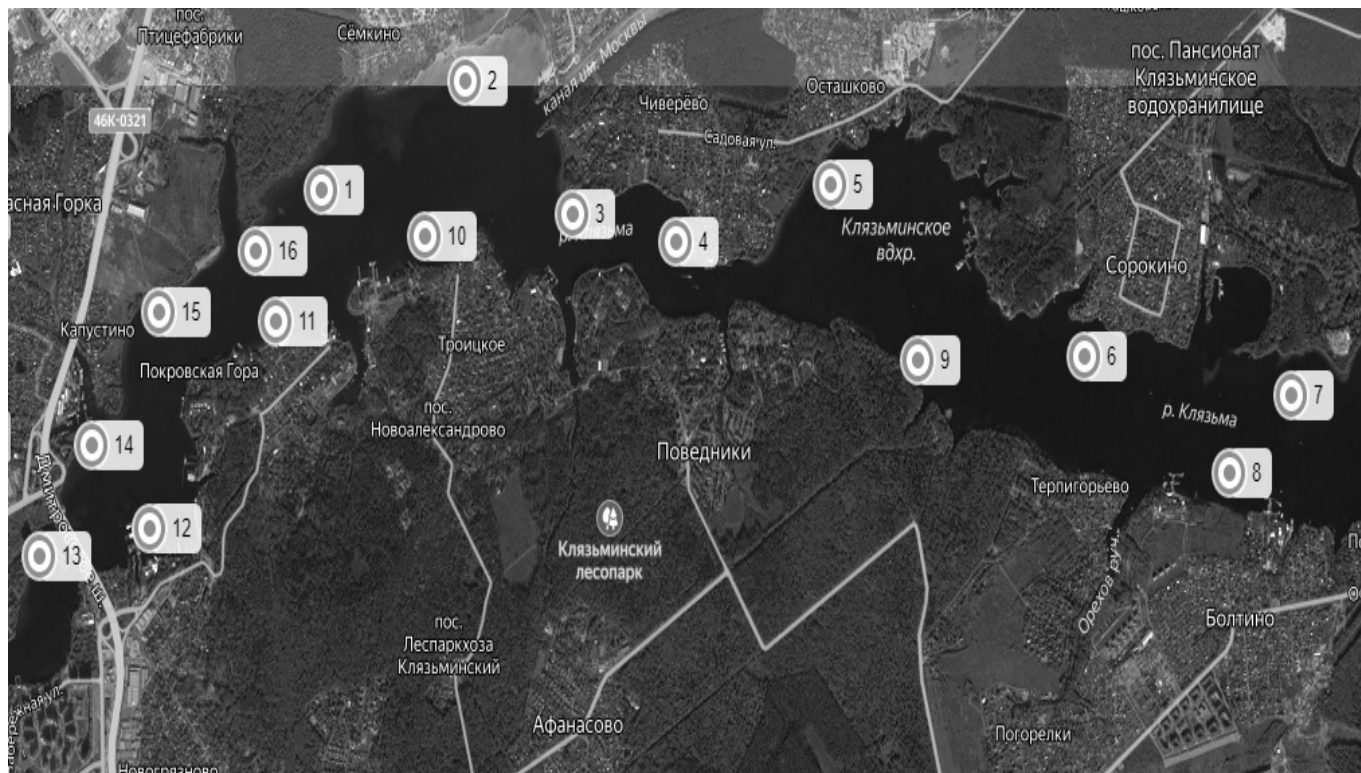 пос.
Птицефабрики
Сёмкино
2
канал им. Москвы
Чиверёво
Осташково
пос. Пансионат
Клязьминское
водохранилище
46К-0321
Садовая ул.
асная Горка
1
3
р. Клязьма
4
5
Клязьминское
вдхр.
10
16
Сорокино
15
11
Капустино
Троицкое
Покровская Гора
9
6
7
р. Клязьма
пос.
Новоалександрово
14
Поведники
8
Терпигорьево
12
13
Клязьминский
лесопарк
Орехов руч.
Болтино
пос.
Леспаркхоза
Клязьминский
Афанасово
Погорелки
Новогрязново